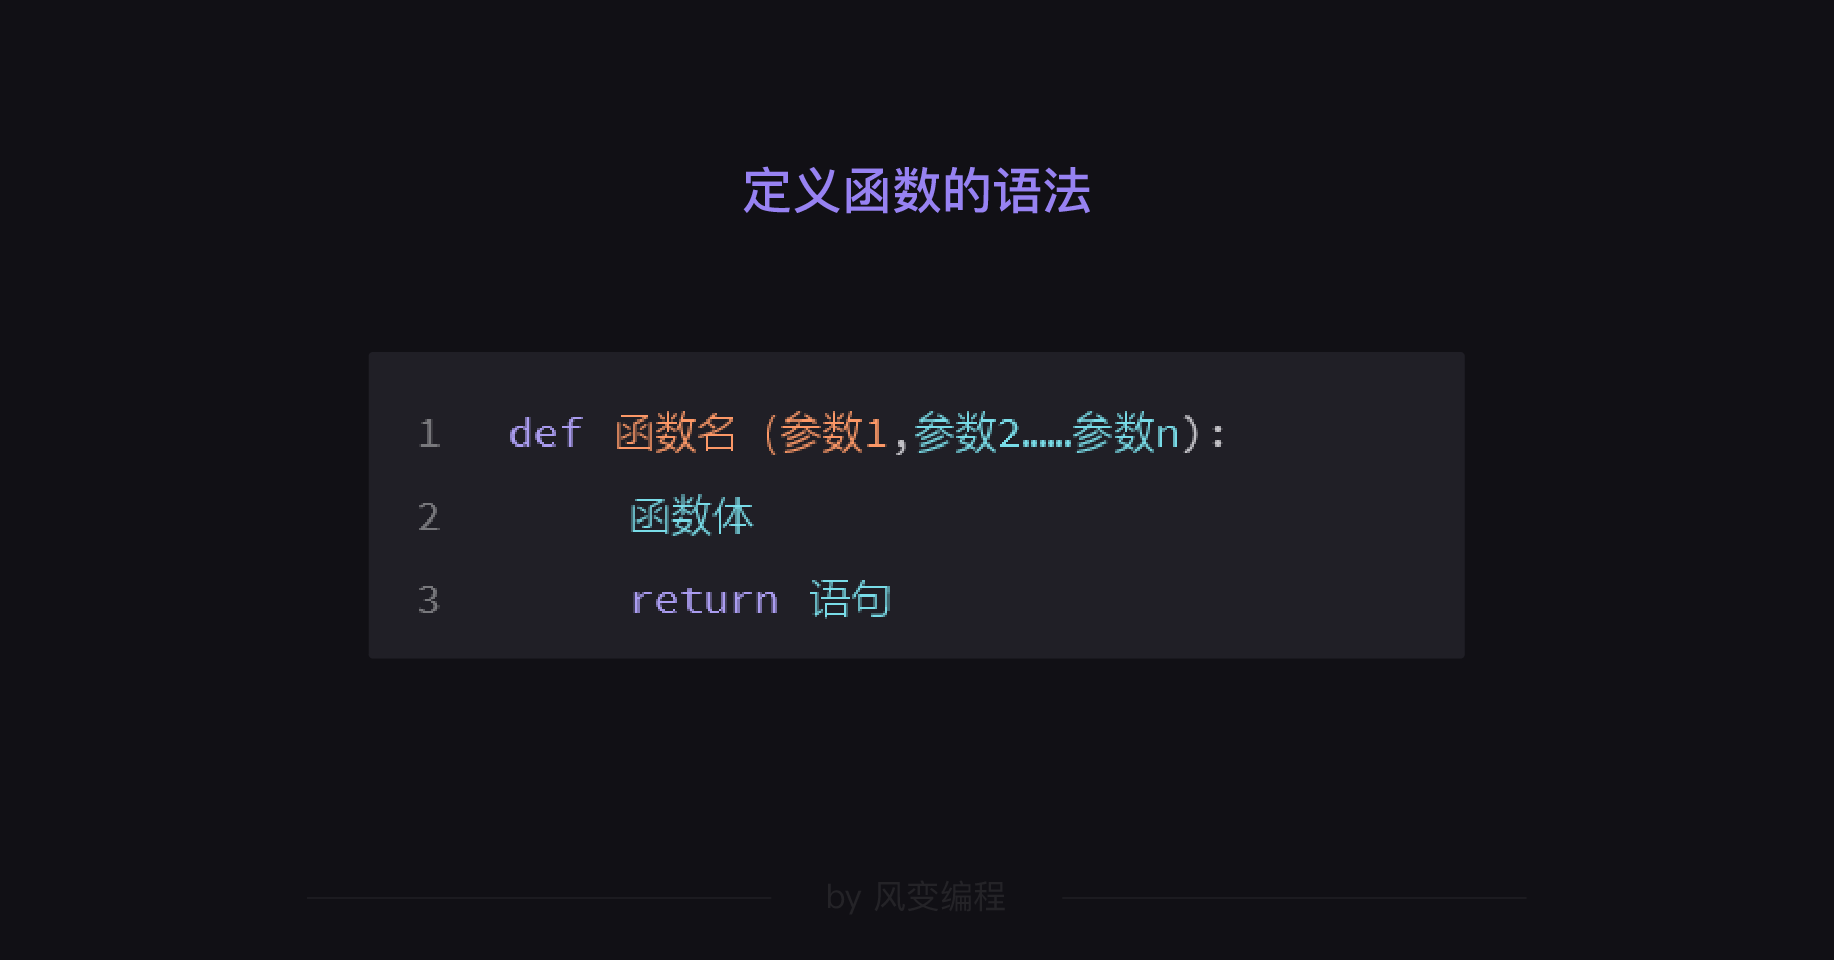 定义函数的语法
1 def 函数名 (参数1,参数2……参数n):
2 函数体
3 return 语句
by 风变编程